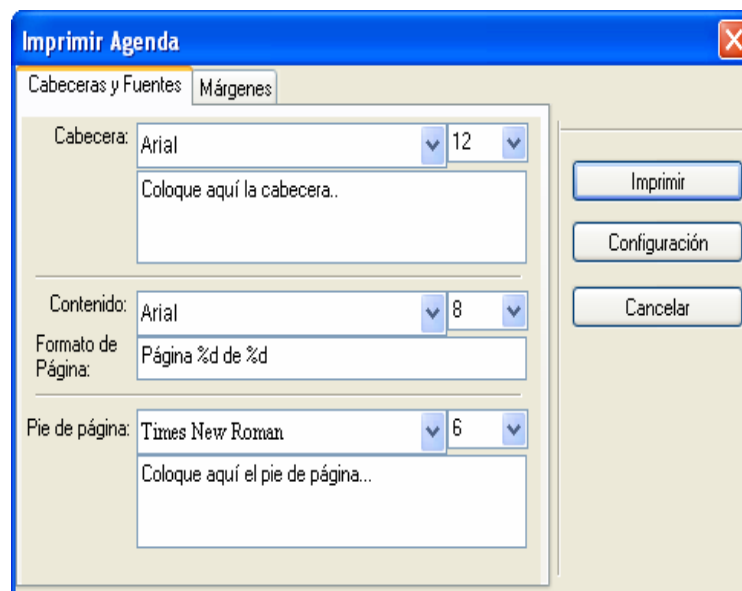 Imprimir Agenda
Cabeceras y Fuentes Márgenes
Cabecera: Arial 12
Coloque aquí la cabecera..
Imprimir
Configuración
Contenido: Arial 8
Cancelar
Formato de
Página: Página %d de %d
Pie de página: Times New Roman 6
Coloque aquí el pie de página...